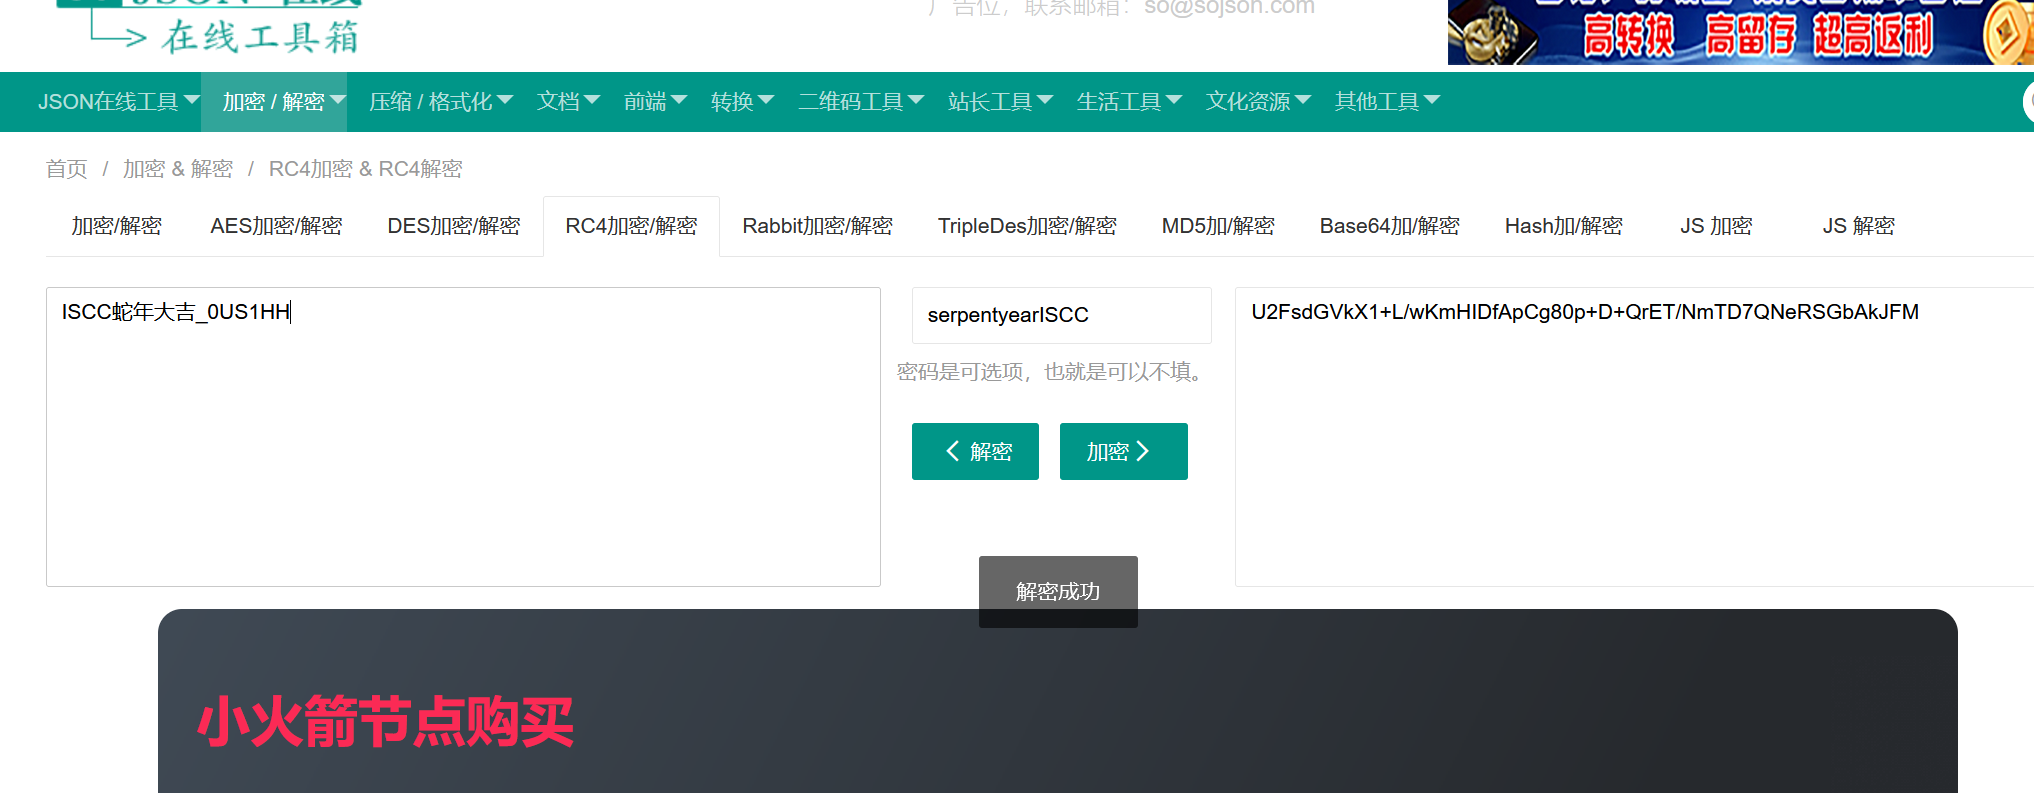 在线工具箱
广告位，联系邮箱：so@sojson.com
高转换 高留存 超高返利
JSON在线工具 加密 / 解密 压缩 / 格式化 文档 前端 转换 二维码工具 站长工具 生活工具 文化资源 其他工具
首页 / 加密 & 解密 / RC4加密 & RC4解密
加密/解密 AES加密/解密 DES加密/解密 RC4加密/解密 Rabbit加密/解密 TripleDes加密/解密 MD5加/解密 Base64加/解密 Hash加/解密 JS 加密 JS 解密
ISCC蛇年大吉_0US1HH
serpentyearISCC
U2FsdGVkX1+L/wKmHIDfApCg80p+D+QrET/NmTD7QNeRSGbAkJFM
密码是可选项，也就是可以不填。
解密 加密
解密成功
小火箭节点购买